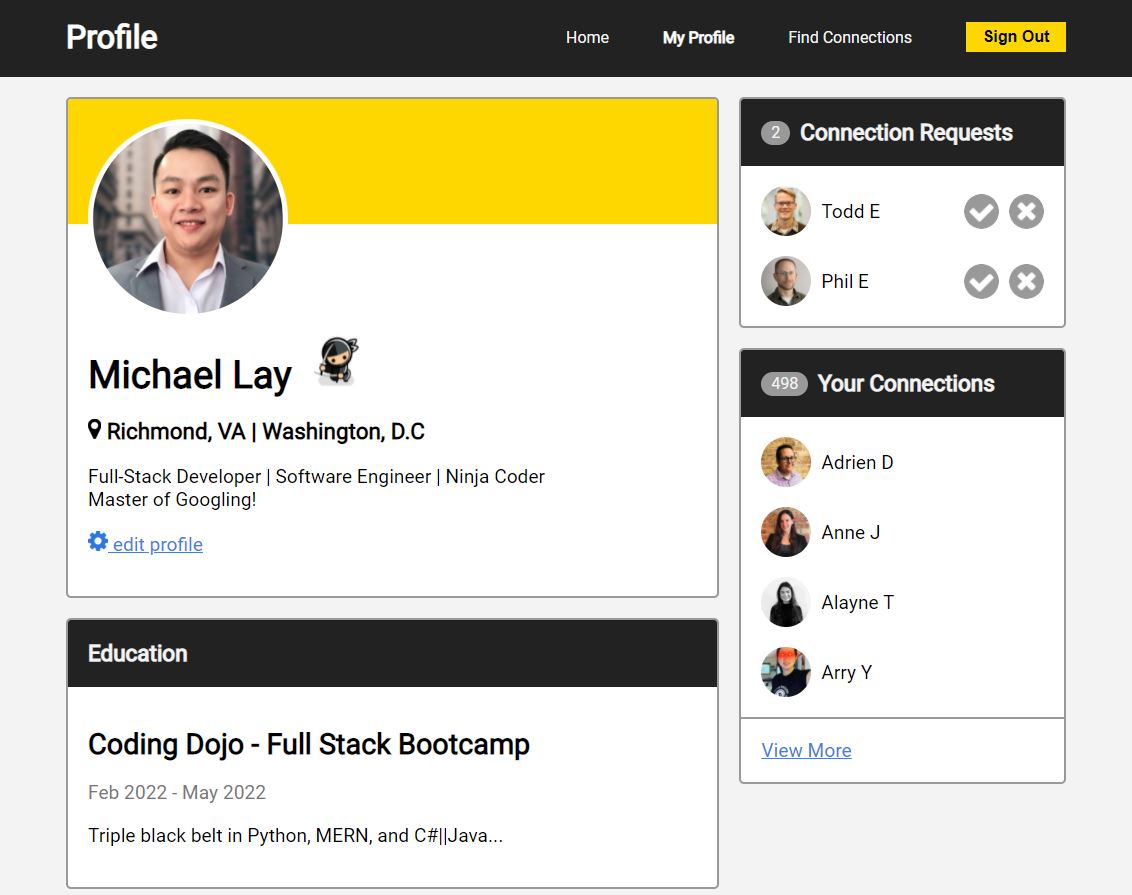 Profile
Home
My Profile
Find Connections
Sign Out
Michael Lay
Richmond, VA | Washington, D.C
Full-Stack Developer | Software Engineer | Ninja Coder
Master of Googling!
edit profile
Education
Coding Dojo - Full Stack Bootcamp
Feb 2022 - May 2022
Triple black belt in Python, MERN, and C#||Java...
2 Connection Requests
Todd E
Phil E
498 Your Connections
Adrien D
Anne J
Alayne T
Arry Y
View More